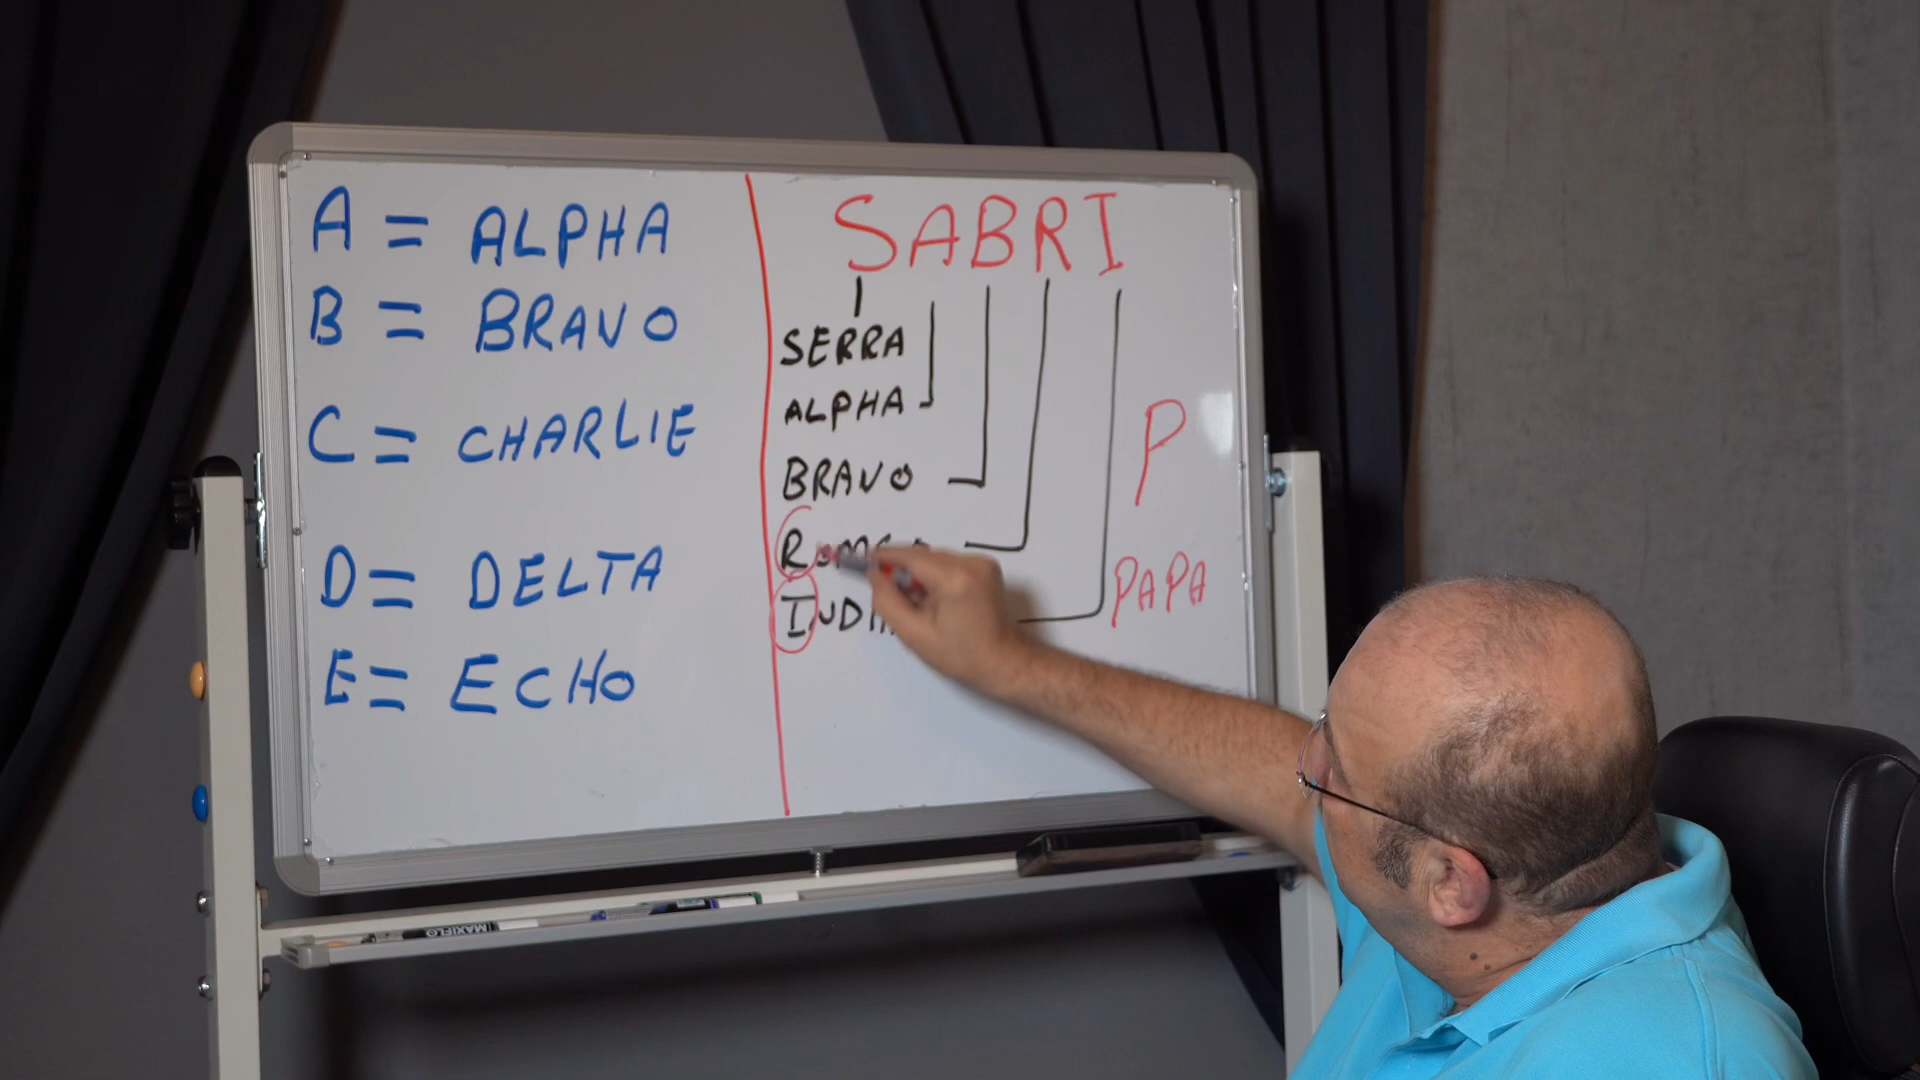 A = ALPHA
B = BRAVO
C = CHARLIE
D = DELTA
E = ECHO
SABRI
SERRA
ALPHA
BRAVO
P
PAPA
MAXIFLO